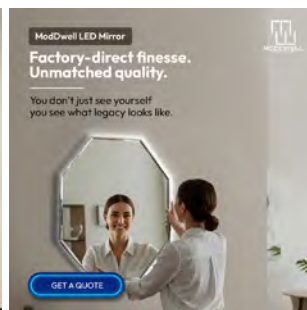 ModDwell LED Mirror
MODDWELL
Factory-direct finesse.
Unmatched quality.
You don't just see yourself
you see what legacy looks like.
GET A QUOTE